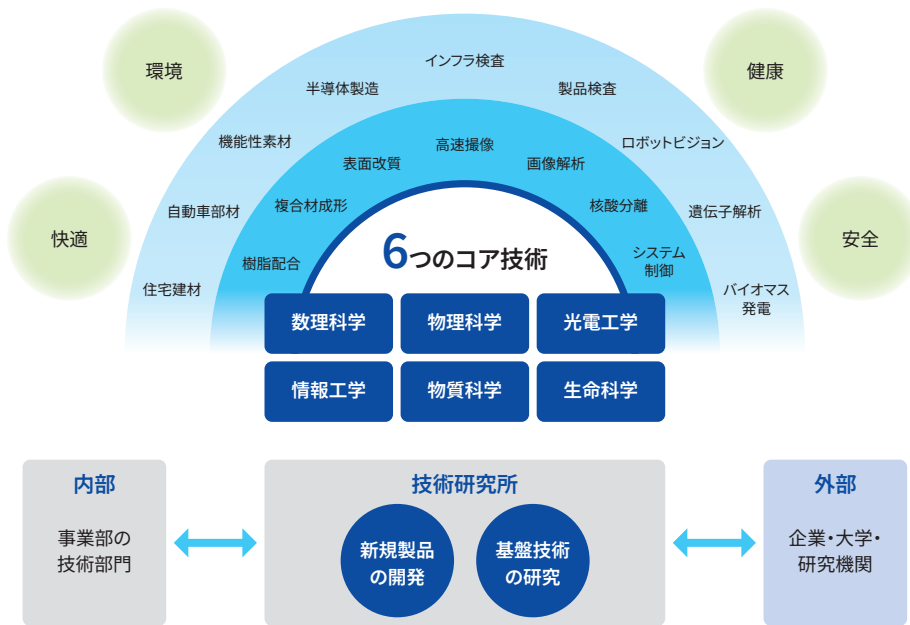 環境
健康
快適
安全
インフラ検査
半導体製造
製品検査
機能性素材
ロボットビジョン
自動車部材
遺伝子解析
住宅建材
バイオマス
発電
高速撮像
表面改質
画像解析
複合材成形
核酸分離
樹脂配合
システム
制御
6つのコア技術
数理科学
物理科学
光電工学
情報工学
物質科学
生命科学
内部
事業部の
技術部門
技術研究所
新規製品
の開発
基盤技術
の研究
外部
企業・大学・
研究機関